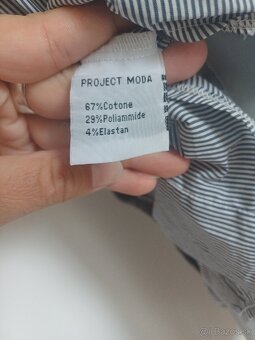 PROJECT MODA
67%Cotone
29%Poliammide
4%Elastan